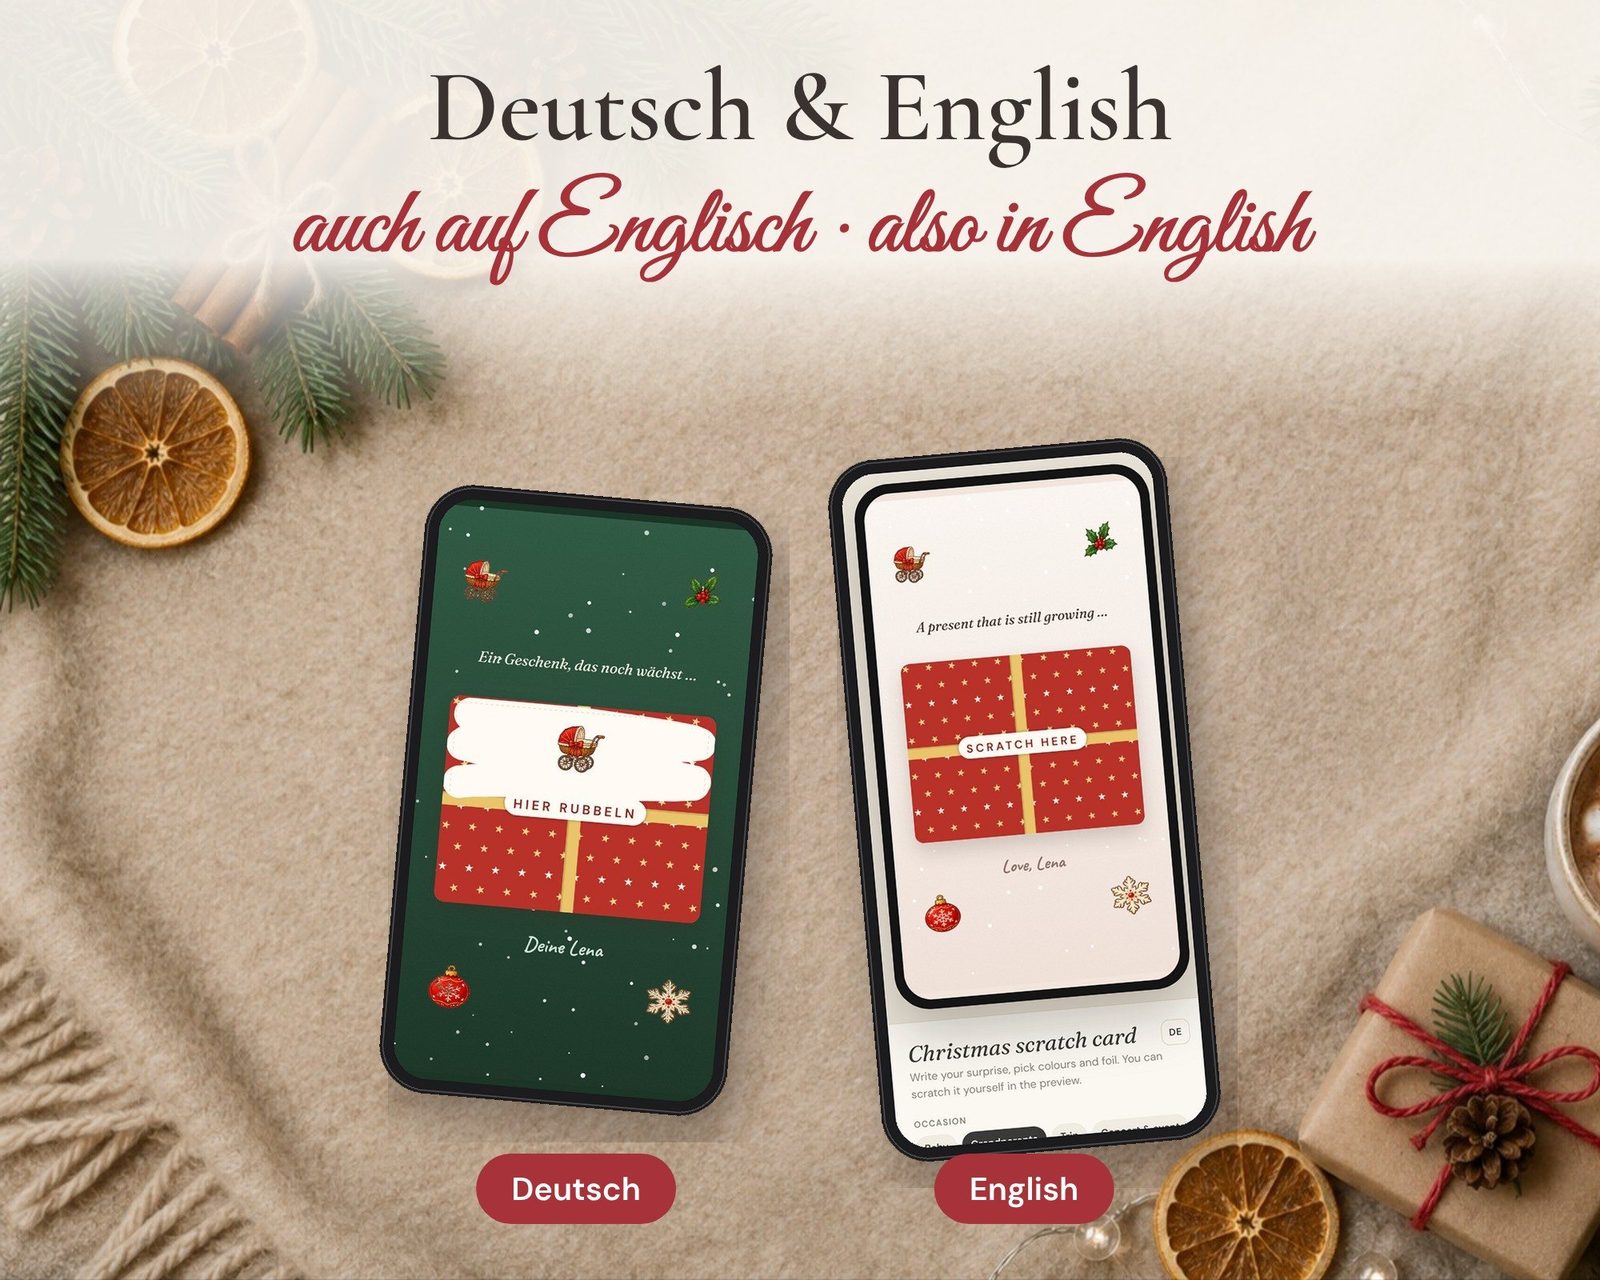 Deutsch & English
auch auf Englisch · also in English
Ein Geschenk, das noch wächst ...
HIER RUBBELN
Deine Lena
Deutsch
A present that is still growing ...
SCRATCH HERE
Love, Lena
Christmas scratch card
DE
Write your surprise, pick colours and foil. You can
scratch it yourself in the preview.
OCCASION
English